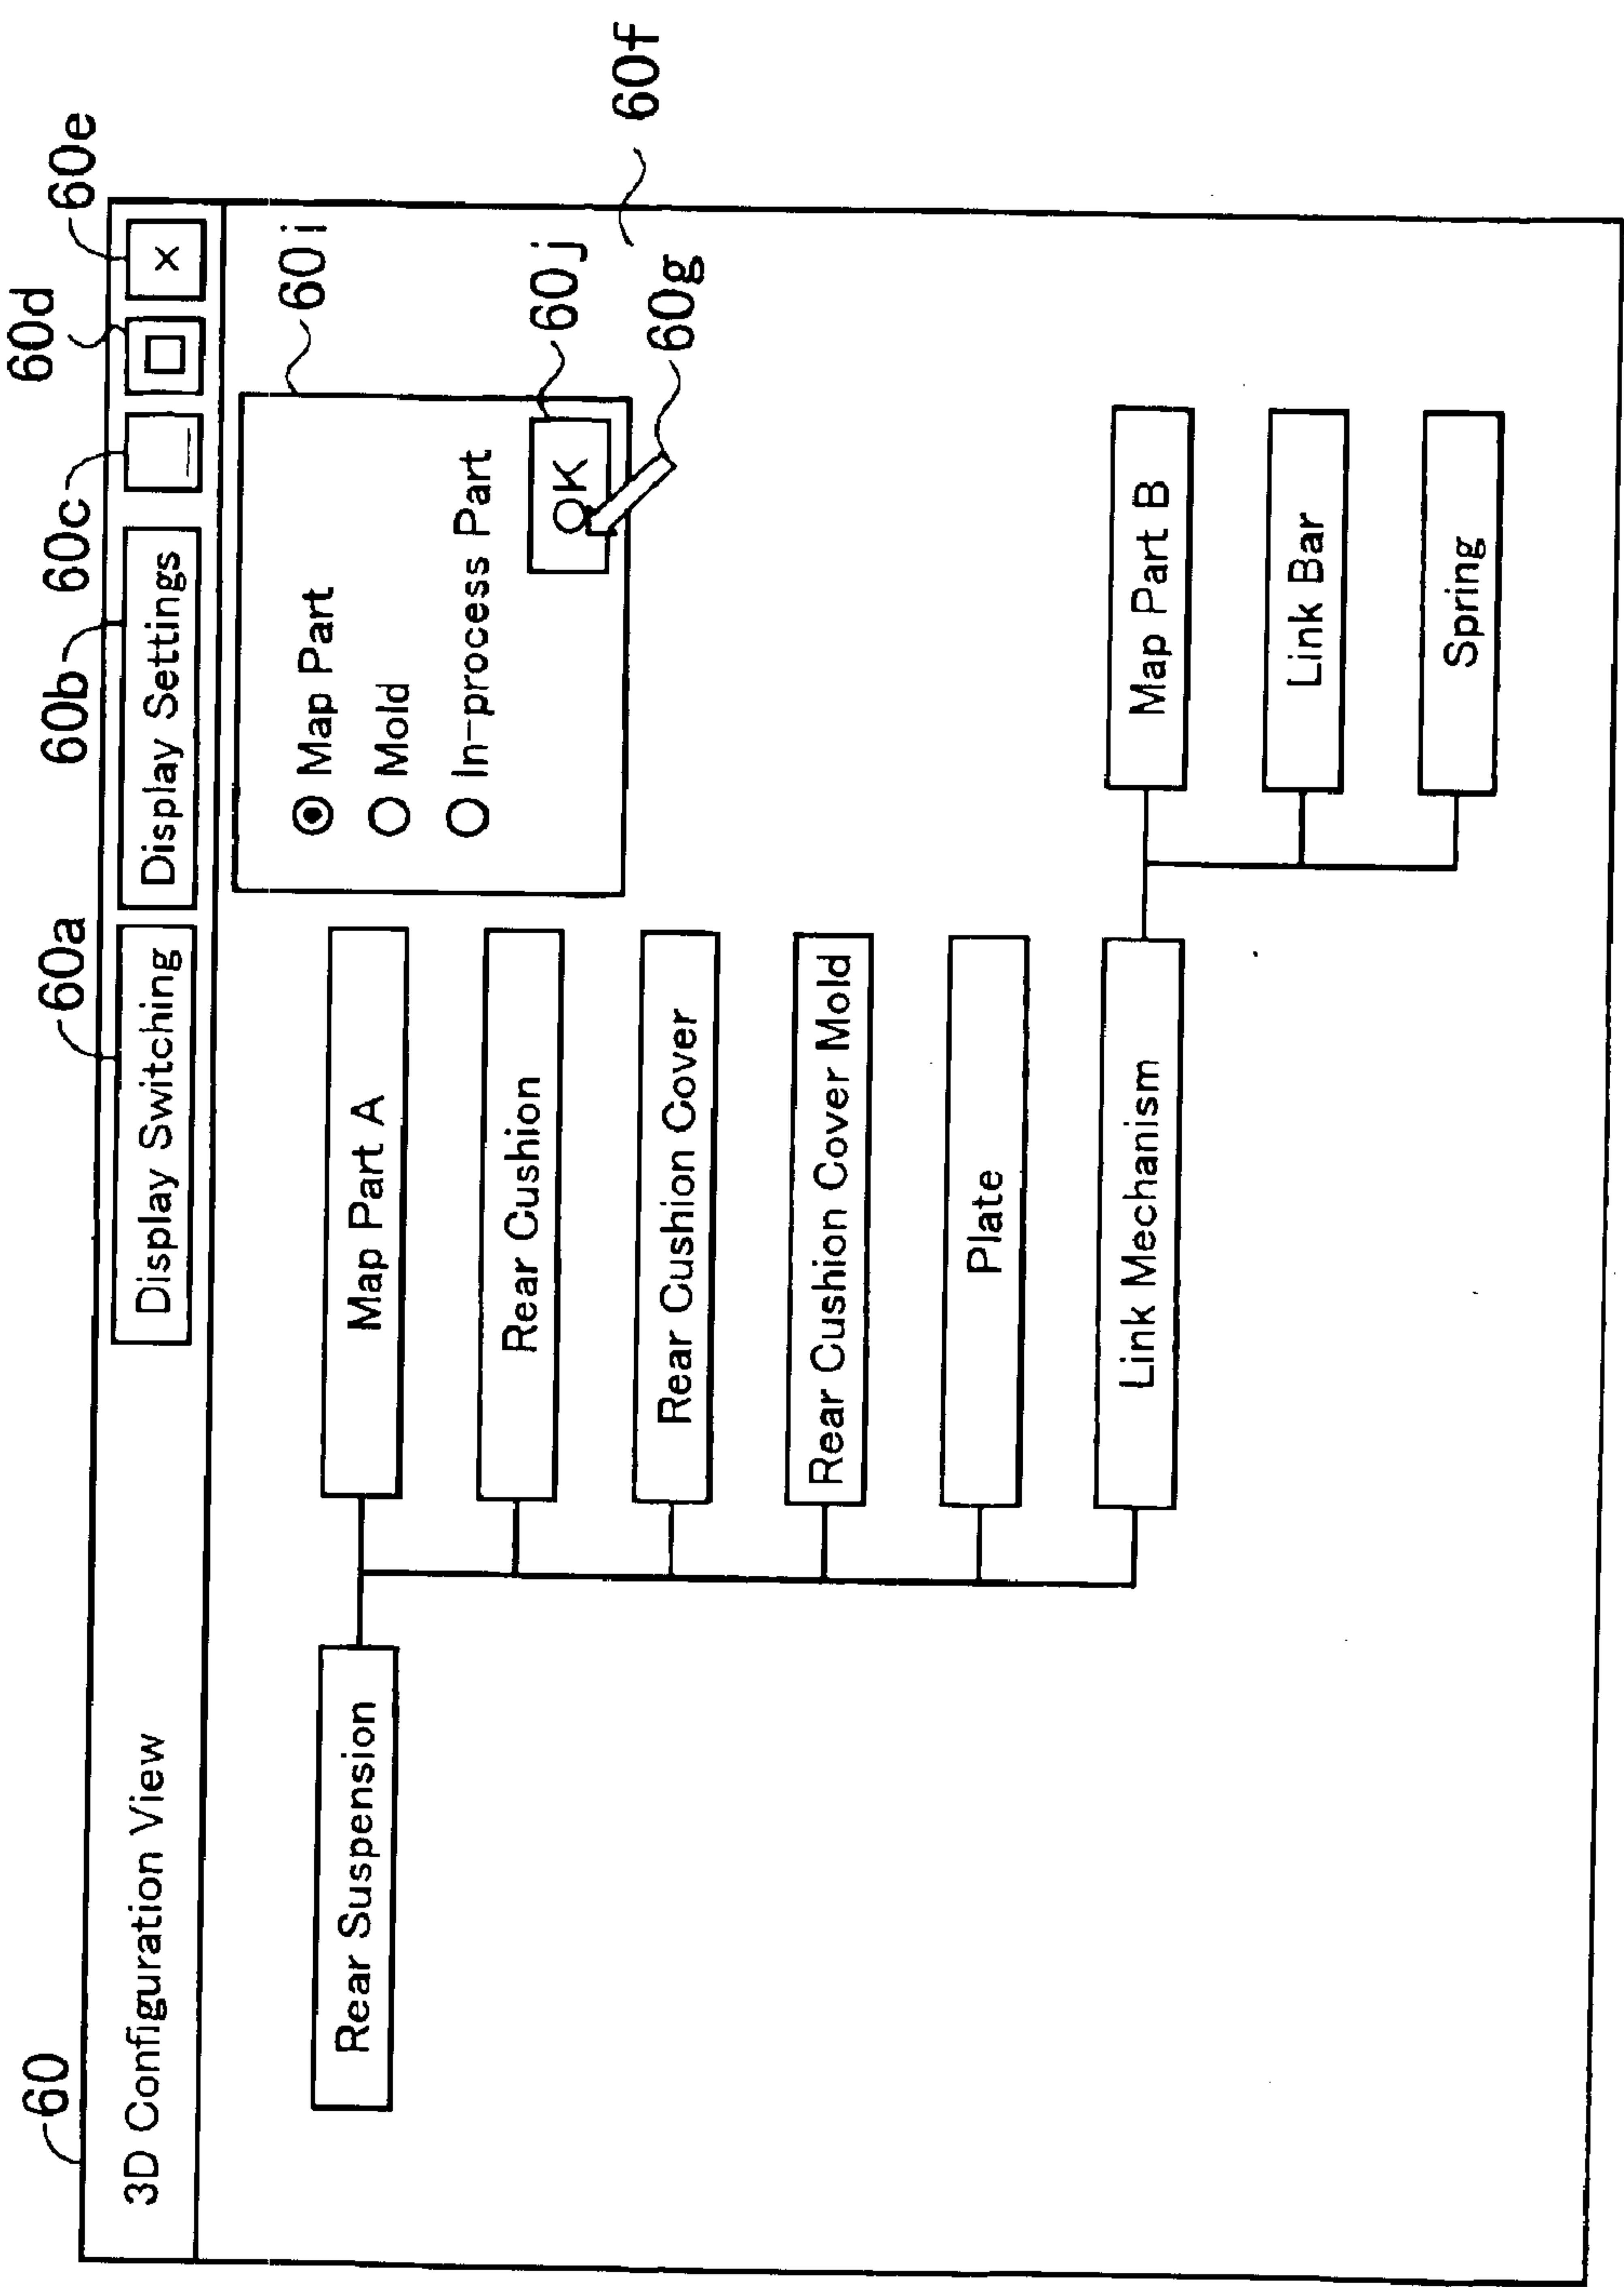 60
60a
60b
60c
60d
60e
3D Configuration View
Display Switching
Display Settings
×
60i
Map Part
Mold
In-process Part
OK
60j
60g
60f
Rear Suspension
Map Part A
Rear Cushion
Rear Cushion Cover
Rear Cushion Cover Mold
Plate
Link Mechanism
Map Part B
Link Bar
Spring